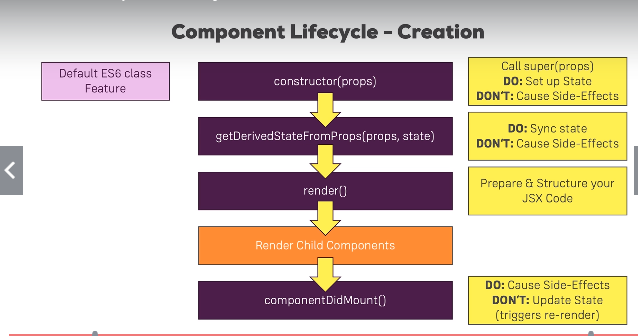 Component Lifecycle – Creation
Default ES6 class
Feature
constructor(props)
Call super(props)
DO: Set up State
DON'T: Cause Side-Effects
getDerivedStateFromProps(props, state)
DO: Sync state
DON'T: Cause Side-Effects
render()
Prepare & Structure your
JSX Code
Render Child Components
componentDidMount()
DO: Cause Side-Effects
DON'T: Update State
(triggers re-render)